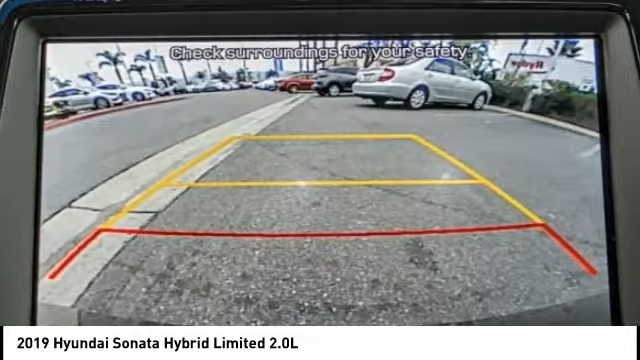 Check surroundings for your safety.
2019 Hyundai Sonata Hybrid Limited 2.0L